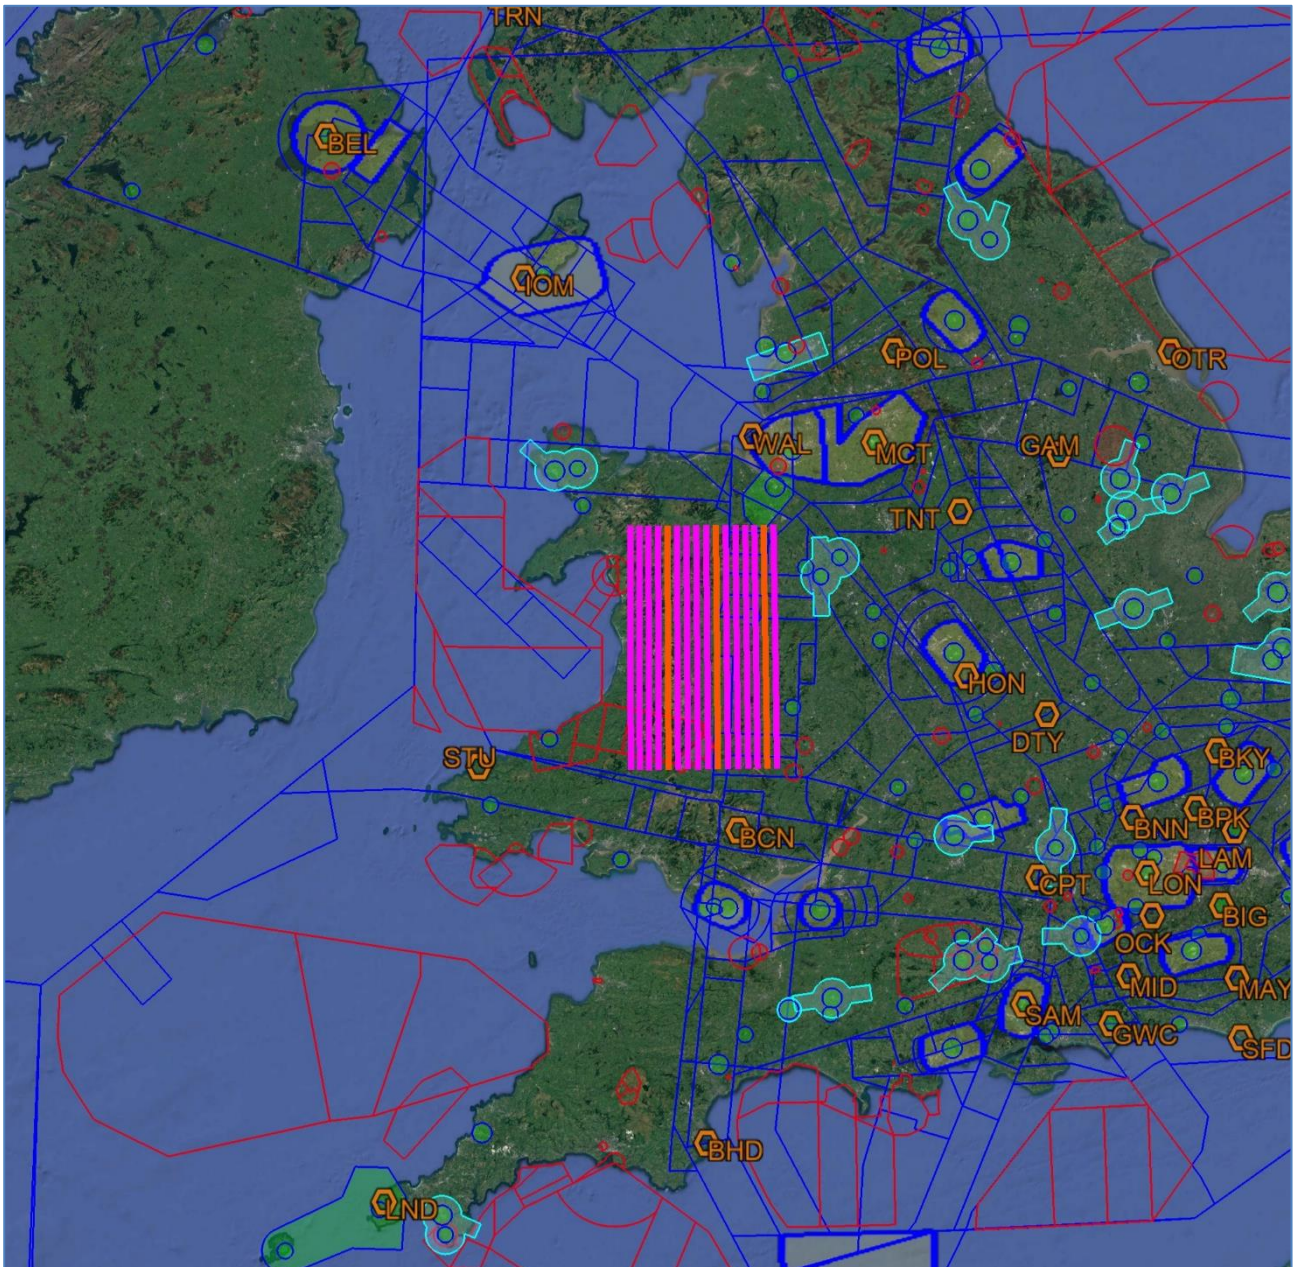 TRN
BEL
IOM
POL
OTR
WAL
MCT
GAM
TNT
HON
DTY
STU
BKY
BCN
BNN
BPK
LAM
CPT
LON
BIG
OCK
MID
MAY
SAM
GWC
SFD
BHD
LND